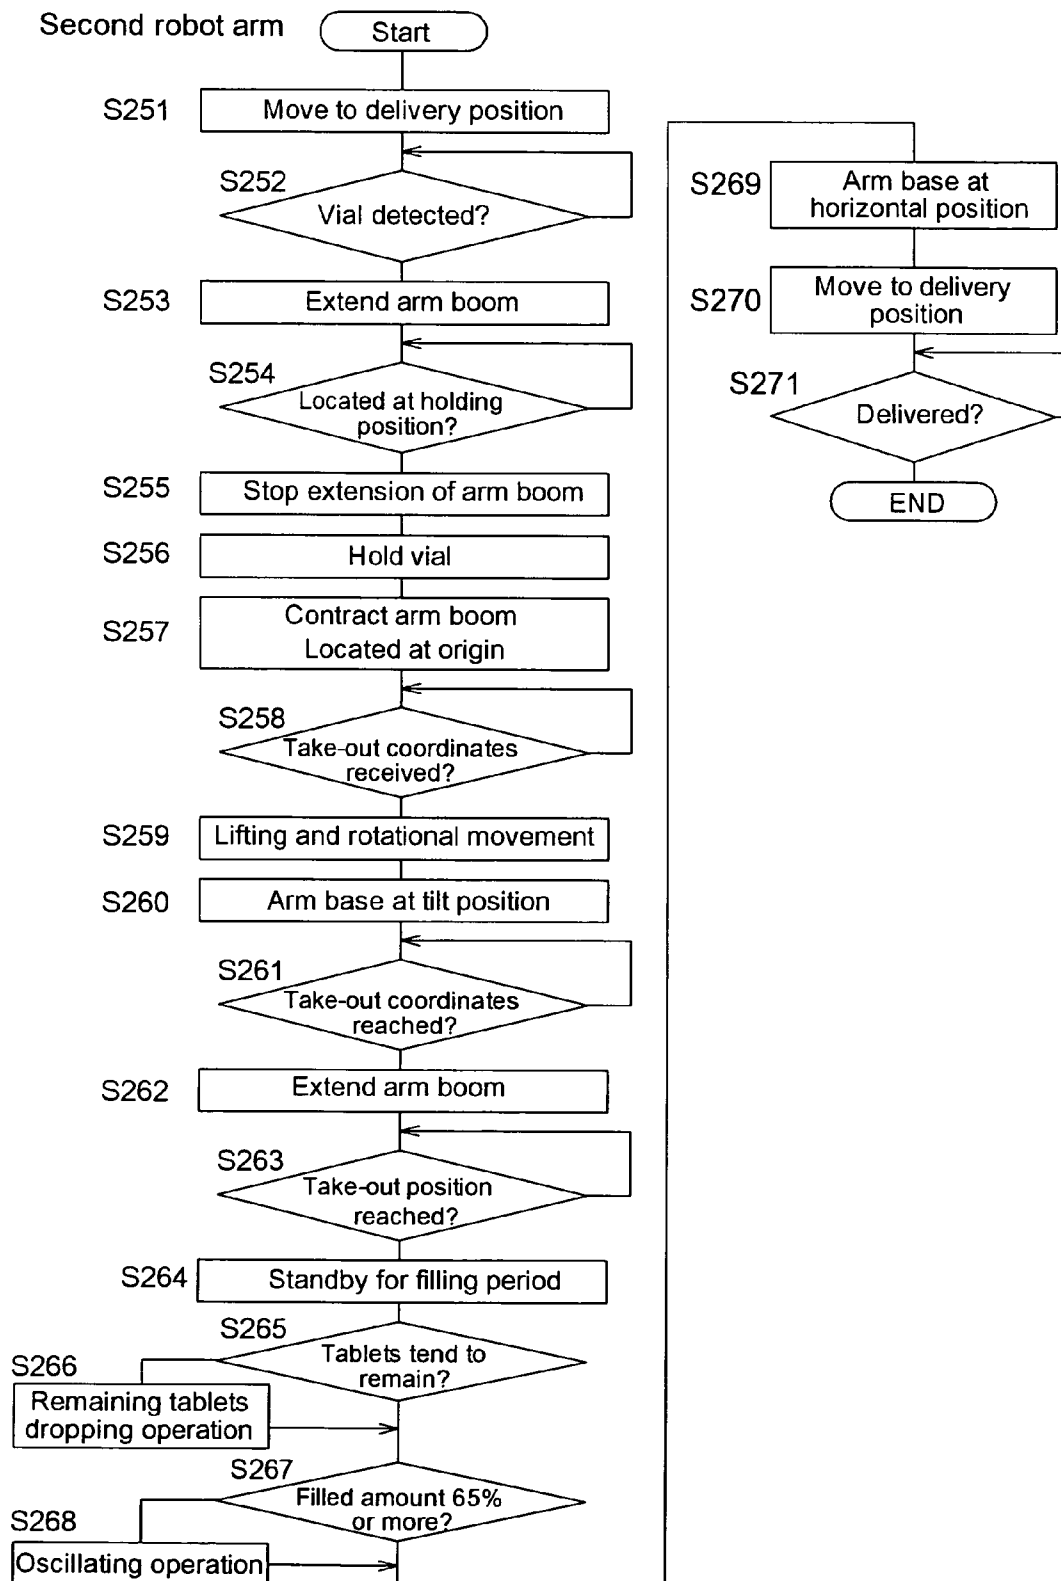 Second robot arm
Start
S251
Move to delivery position
S252
Vial detected?
S253
Extend arm boom
S254
Located at holding
position?
S255
Stop extension of arm boom
S256
Hold vial
S257
Contract arm boom
Located at origin
S258
Take-out coordinates
received?
S259
Lifting and rotational movement
S260
Arm base at tilt position
S261
Take-out coordinates
reached?
S262
Extend arm boom
S263
Take-out position
reached?
S264
Standby for filling period
S265
Tablets tend to
remain?
S266
Remaining tablets
dropping operation
S267
Filled amount 65%
or more?
S268
Oscillating operation
S269
Arm base at
horizontal position
S270
Move to delivery
position
S271
Delivered?
END